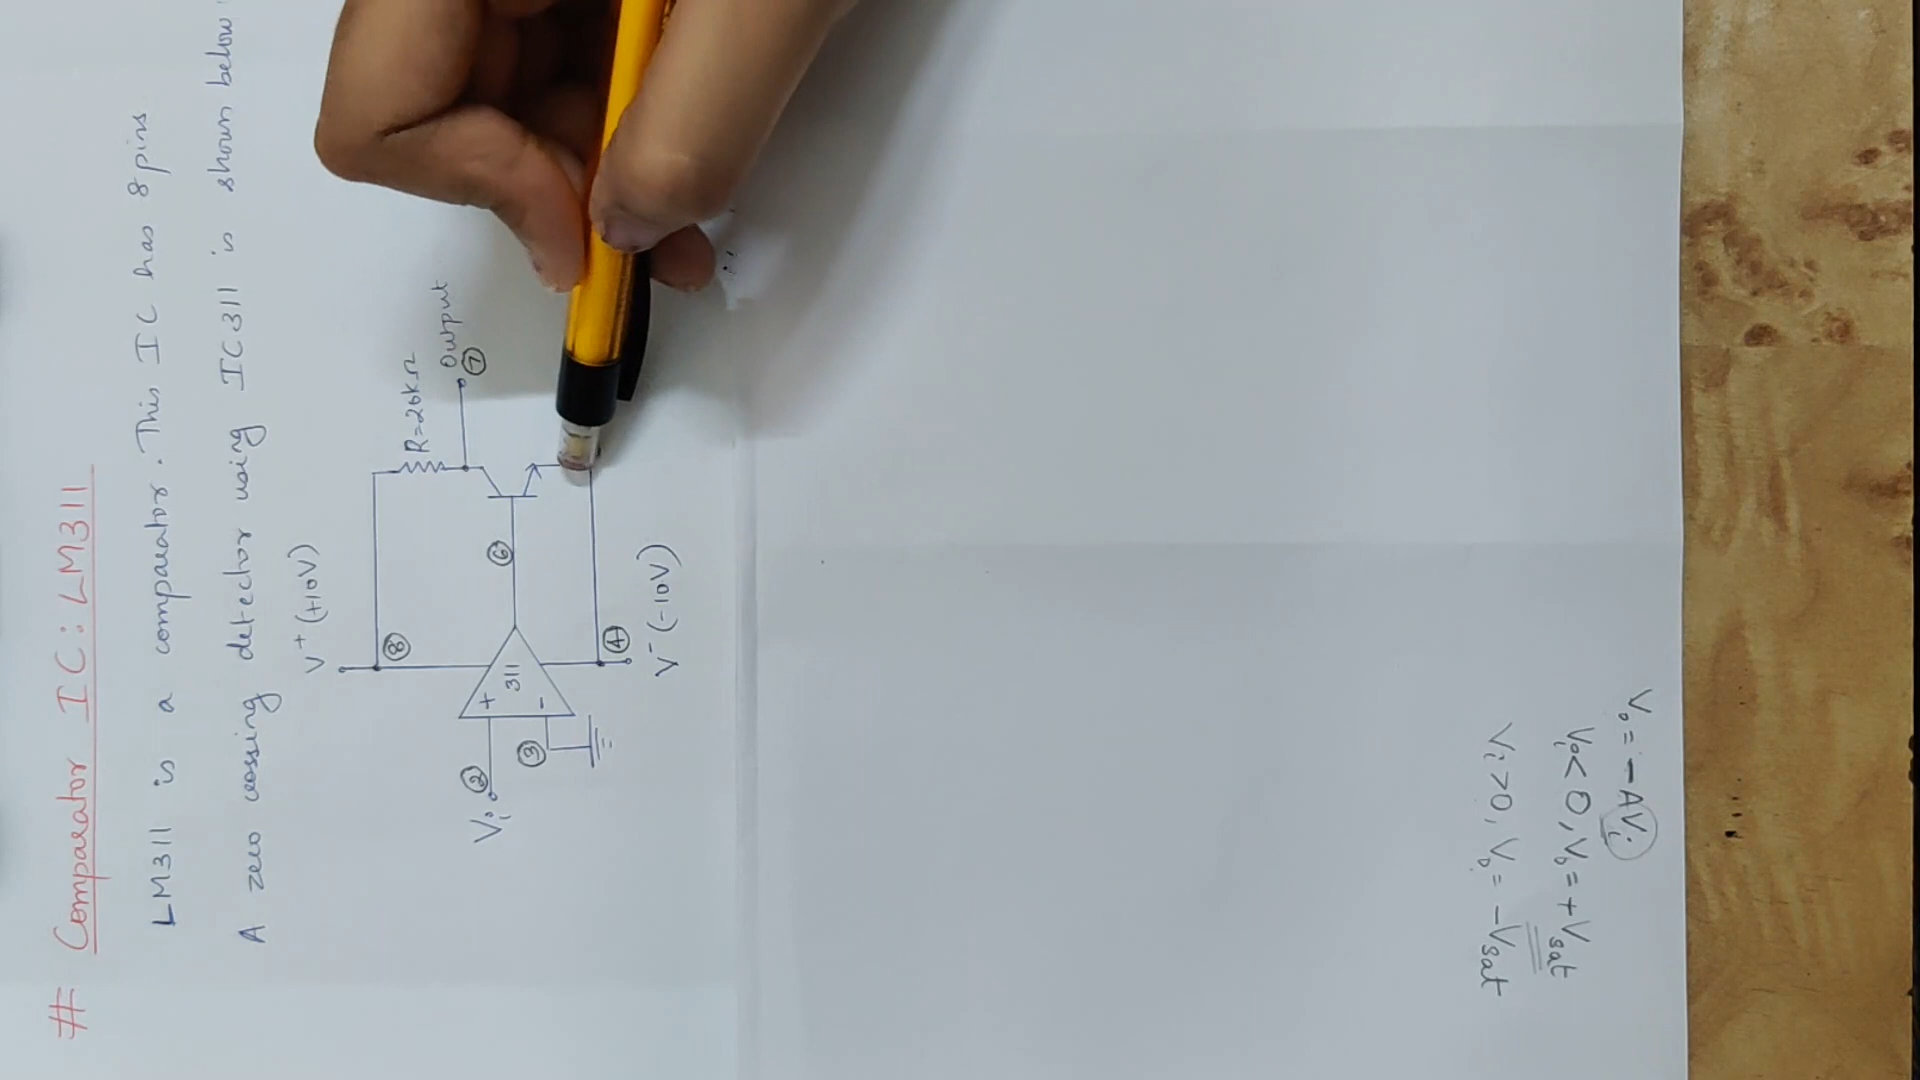 # Comparator IC: LM311
LM311 is a comparator. This IC has 8 pins
A zero crossing detector using IC311 is shown below
V⁺ (+10V)
⑧
R=20kΩ
Output
⑦
Vᵢ
②
+
311
⑥
③
-
④
V⁻ (-10V)
Vᵢ > 0, V₀ = -Vsat
Vᵢ < 0, V₀ = +Vsat
V₀ = -AVᵢ